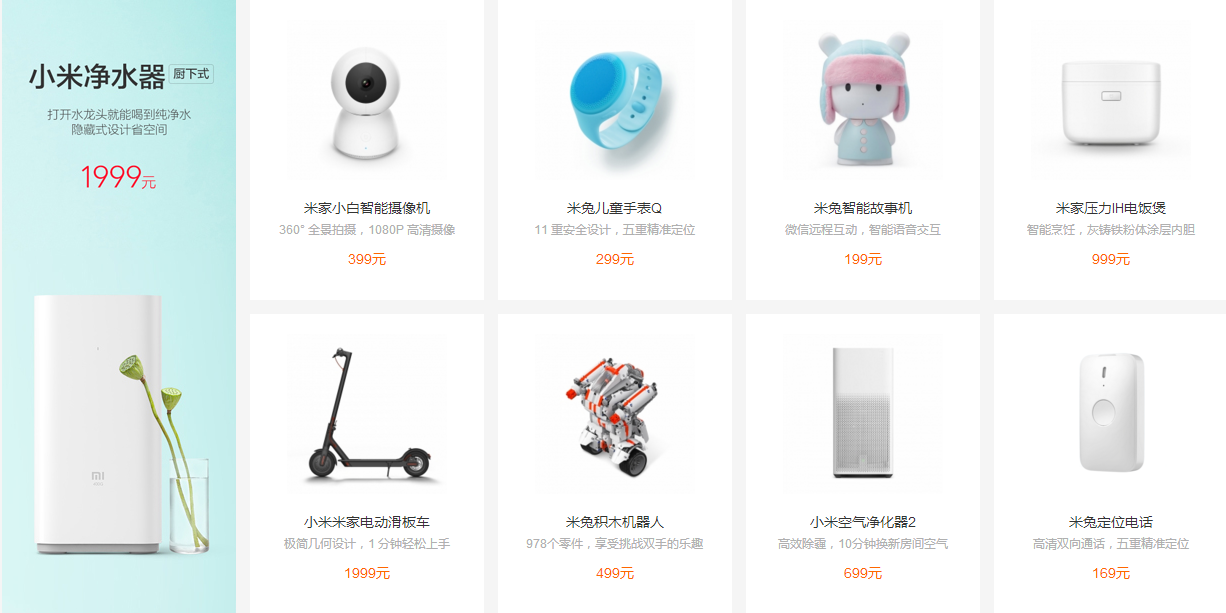 小米净水器 厨下式
打开水龙头就能喝到纯净水
隐藏式设计省空间
1999元
mi
米家小白智能摄像机
360° 全景拍摄，1080P 高清摄像
399元
米兔儿童手表Q
11 重安全设计，五重精准定位
299元
米兔智能故事机
微信远程互动，智能语音交互
199元
米家压力IH电饭煲
智能烹饪，灰铸铁粉体涂层内胆
999元
小米米家电动滑板车
极简几何设计，1 分钟轻松上手
1999元
米兔积木机器人
978个零件，享受挑战双手的乐趣
499元
小米空气净化器2
高效除霾，10分钟换新房间空气
699元
米兔定位电话
高清双向通话，五重精准定位
169元